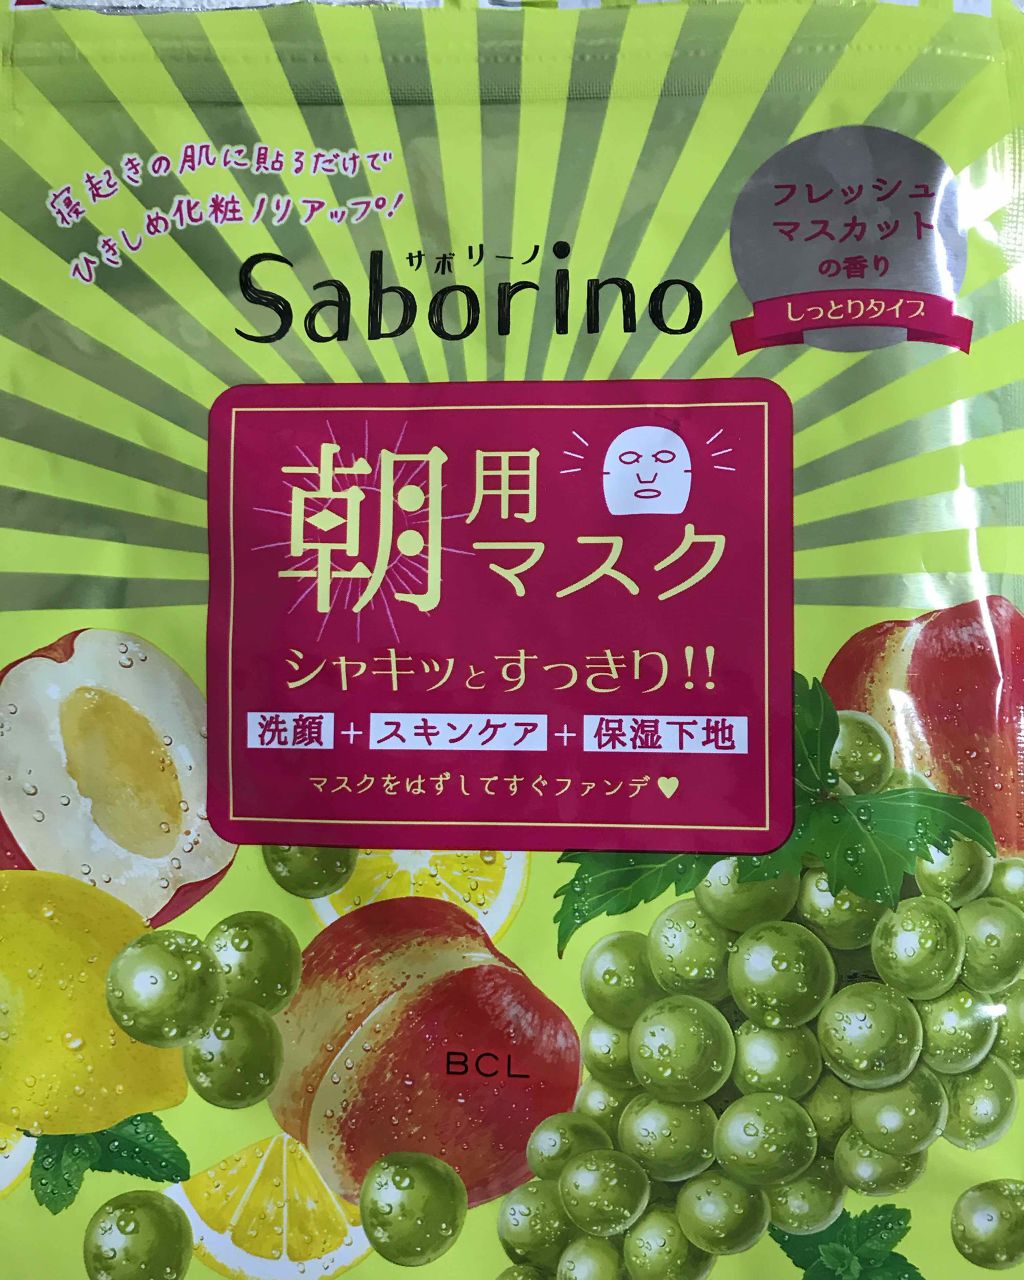 寝起きの肌に貼るだけで
ひきしめ化粧ノリアップ!
サボリーノ
Saborino
フレッシュ
マスカット
の香り
しっとりタイプ
朝用
マスク
シャキッとすっきり!!
洗顔+スキンケア+保湿下地
マスクをはずしてすぐファンデ♥
BCL